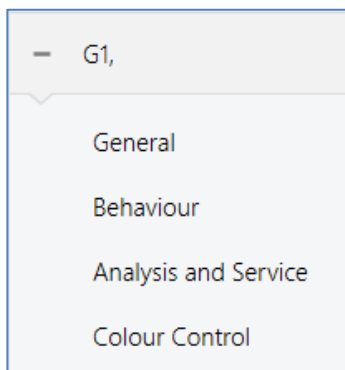 G1,
General
Behaviour
Analysis and Service
Colour Control